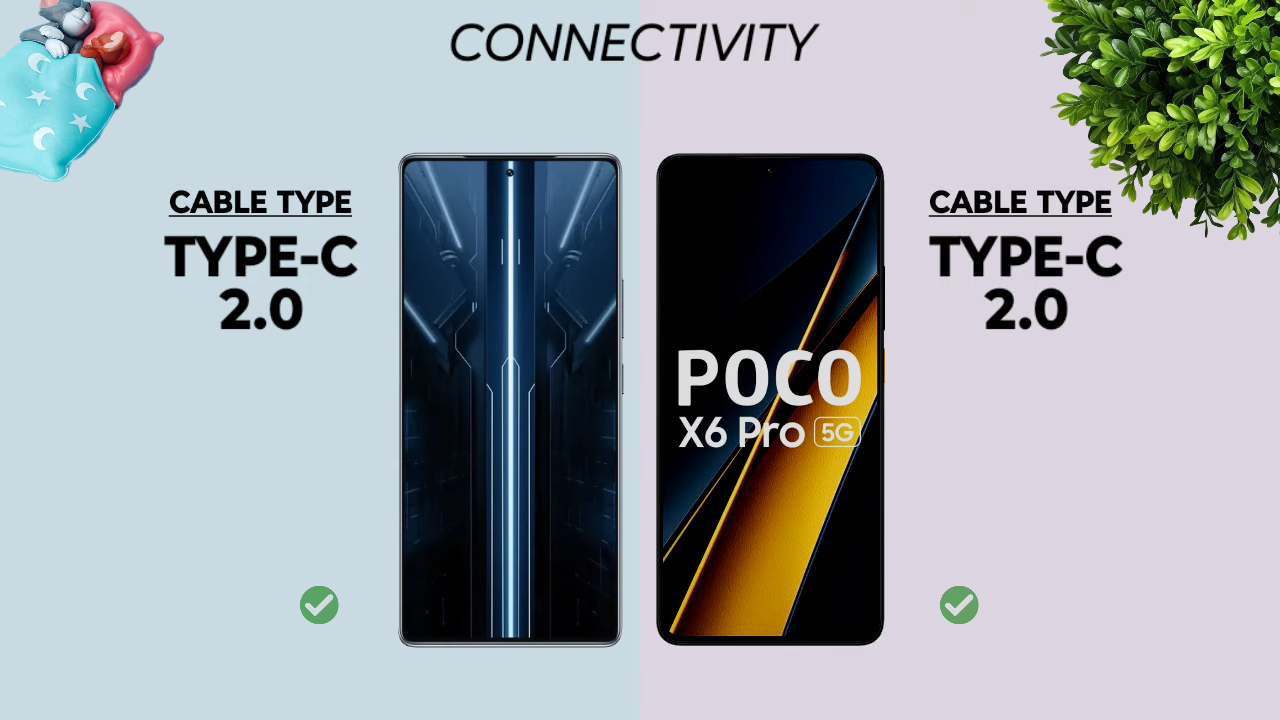 CONNECTIVITY
CABLE TYPE
TYPE-C
2.0
POCO
X6 Pro 5G
CABLE TYPE
TYPE-C
2.0